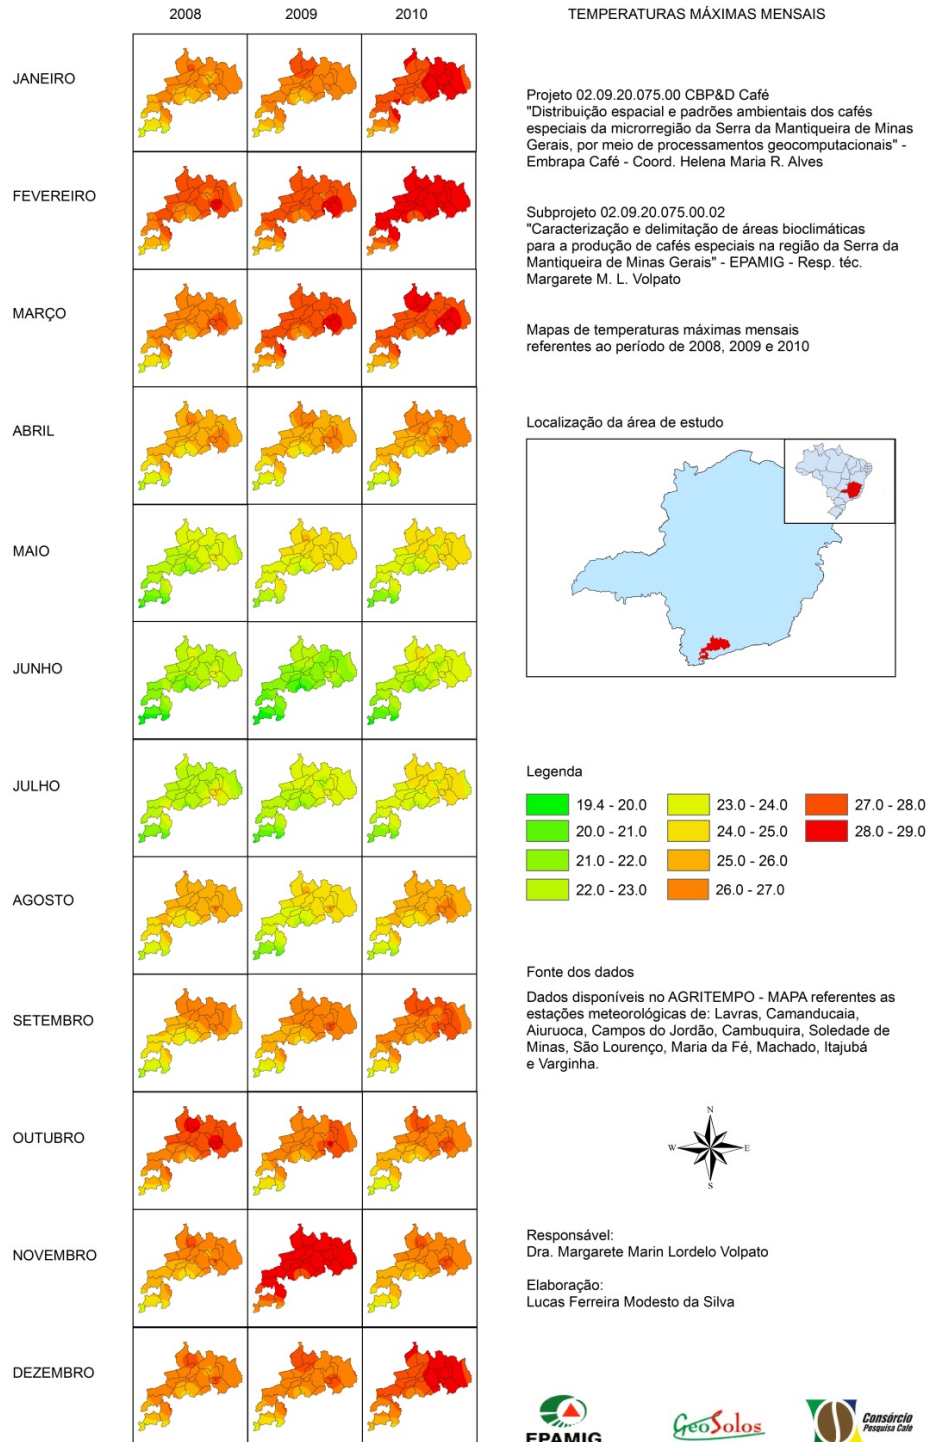 2008 2009 2010
TEMPERATURAS MÁXIMAS MENSAIS
JANEIRO
FEVEREIRO
MARÇO
ABRIL
MAIO
JUNHO
JULHO
AGOSTO
SETEMBRO
OUTUBRO
NOVEMBRO
DEZEMBRO
Projeto 02.09.20.075.00 CBP&D Café
"Distribuição espacial e padrões ambientais dos cafés
especiais da microrregião da Serra da Mantiqueira de Minas
Gerais, por meio de processamentos geocomputacionais" -
Embrapa Café - Coord. Helena Maria R. Alves
Subprojeto 02.09.20.075.00.02
"Caracterização e delimitação de áreas bioclimáticas
para a produção de cafés especiais na região da Serra da
Mantiqueira de Minas Gerais" - EPAMIG - Resp. téc.
Margarete M. L. Volpato
Mapas de temperaturas máximas mensais
referentes ao período de 2008, 2009 e 2010
Localização da área de estudo
Legenda
19.4 - 20.0
20.0 - 21.0
21.0 - 22.0
22.0 - 23.0
23.0 - 24.0
24.0 - 25.0
25.0 - 26.0
26.0 - 27.0
27.0 - 28.0
28.0 - 29.0
Fonte dos dados
Dados disponíveis no AGRITEMPO - MAPA referentes as
estações meteorológicas de: Lavras, Camanducaia,
Aiuruoca, Campos do Jordão, Cambuquira, Soledade de
Minas, São Lourenço, Maria da Fé, Machado, Itajubá
e Varginha.
N
W E
S
Responsável:
Dra. Margarete Marin Lordelo Volpato
Elaboração:
Lucas Ferreira Modesto da Silva
EPAMIG
GeoSolos
Consórcio
Pesquisa Café